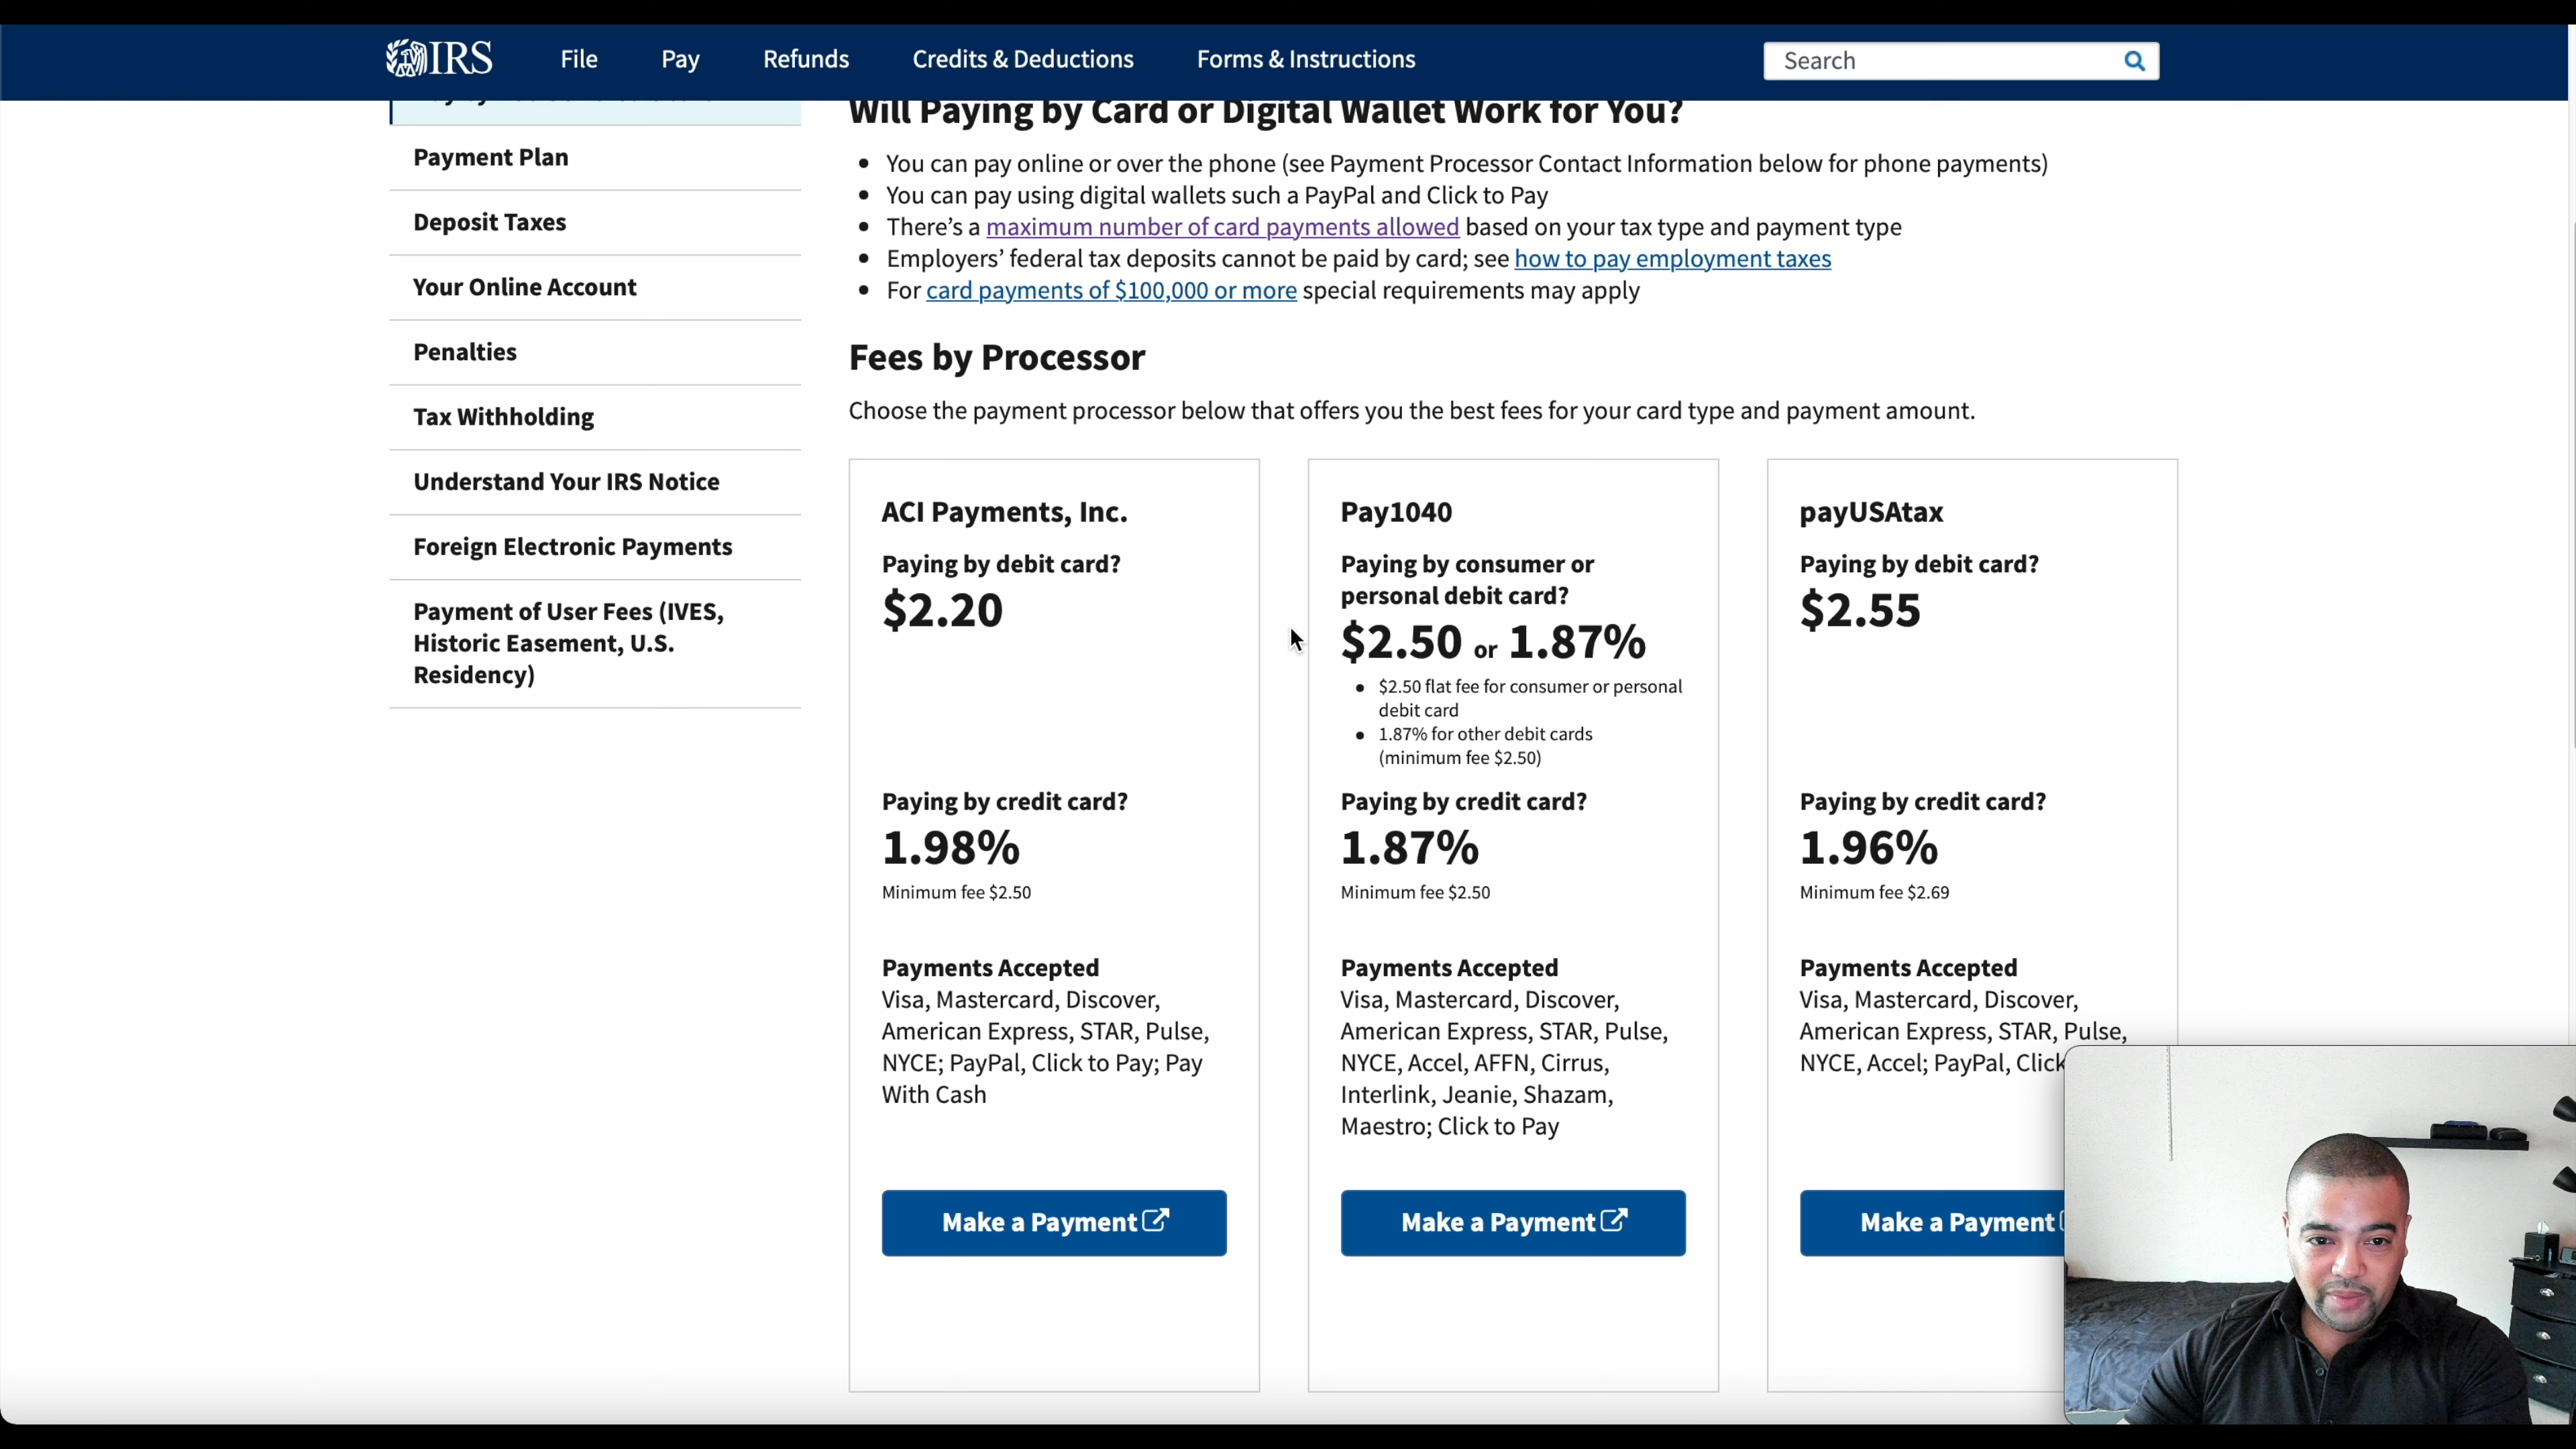 IRS
File
Pay
Refunds
Credits & Deductions
Forms & Instructions
Search
Payment Plan
Deposit Taxes
Your Online Account
Penalties
Tax Withholding
Understand Your IRS Notice
Foreign Electronic Payments
Payment of User Fees (IVES,
Historic Easement, U.S.
Residency)
Will Paying by Card or Digital Wallet Work for You?
You can pay online or over the phone (see Payment Processor Contact Information below for phone payments)
You can pay using digital wallets such a PayPal and Click to Pay
There's a maximum number of card payments allowed based on your tax type and payment type
Employers' federal tax deposits cannot be paid by card; see how to pay employment taxes
For card payments of $100,000 or more special requirements may apply
Fees by Processor
Choose the payment processor below that offers you the best fees for your card type and payment amount.
ACI Payments, Inc.
Paying by debit card?
$2.20
Paying by credit card?
1.98%
Minimum fee $2.50
Payments Accepted
Visa, Mastercard, Discover,
American Express, STAR, Pulse,
NYCE; PayPal, Click to Pay; Pay
With Cash
Make a Payment
Pay1040
Paying by consumer or
personal debit card?
$2.50 or 1.87%
$2.50 flat fee for consumer or personal
debit card
1.87% for other debit cards
(minimum fee $2.50)
Paying by credit card?
1.87%
Minimum fee $2.50
Payments Accepted
Visa, Mastercard, Discover,
American Express, STAR, Pulse,
NYCE, Accel, AFFN, Cirrus,
Interlink, Jeanie, Shazam,
Maestro; Click to Pay
Make a Payment
payUSAtax
Paying by debit card?
$2.55
Paying by credit card?
1.96%
Minimum fee $2.69
Payments Accepted
Visa, Mastercard, Discover,
American Express, STAR, Pulse,
NYCE, Accel; PayPal, Click
Make a Payment